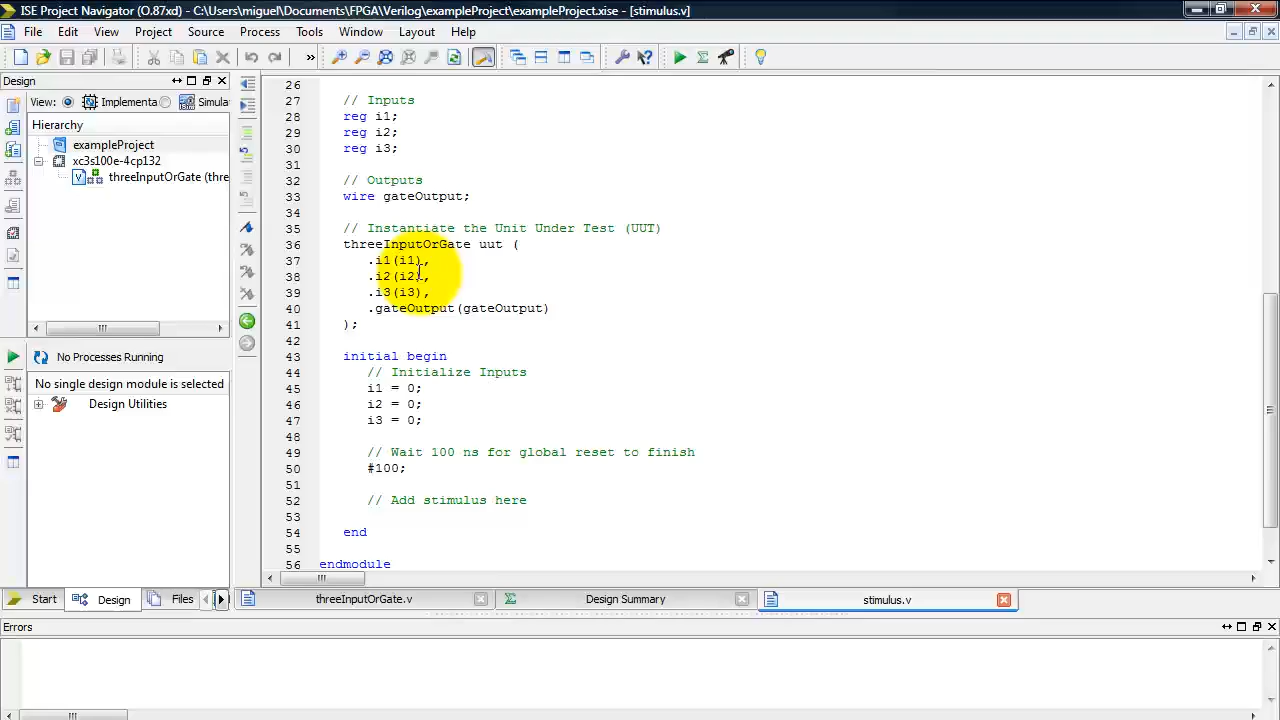 ISE Project Navigator (O.87xd) - C:\Users\miguel\Documents\FPGA\Verilog\exampleProject\exampleProject.xise - [stimulus.v]
File Edit View Project Source Process Tools Window Layout Help
Design
View: Implementa Simula
Hierarchy
exampleProject
xc3s100e-4cp132
threeInputOrGate (thre
No Processes Running
No single design module is selected
Design Utilities
26
27 // Inputs
28 reg i1;
29 reg i2;
30 reg i3;
31
32 // Outputs
33 wire gateOutput;
34
35 // Instantiate the Unit Under Test (UUT)
36 threeInputOrGate uut (
37 .i1(i1),
38 .i2(i2),
39 .i3(i3),
40 .gateOutput(gateOutput)
41 );
42
43 initial begin
44 // Initialize Inputs
45 i1 = 0;
46 i2 = 0;
47 i3 = 0;
48
49 // Wait 100 ns for global reset to finish
50 #100;
51
52 // Add stimulus here
53
54 end
55
56 endmodule
Start Design Files
threeInputOrGate.v Design Summary stimulus.v
Errors